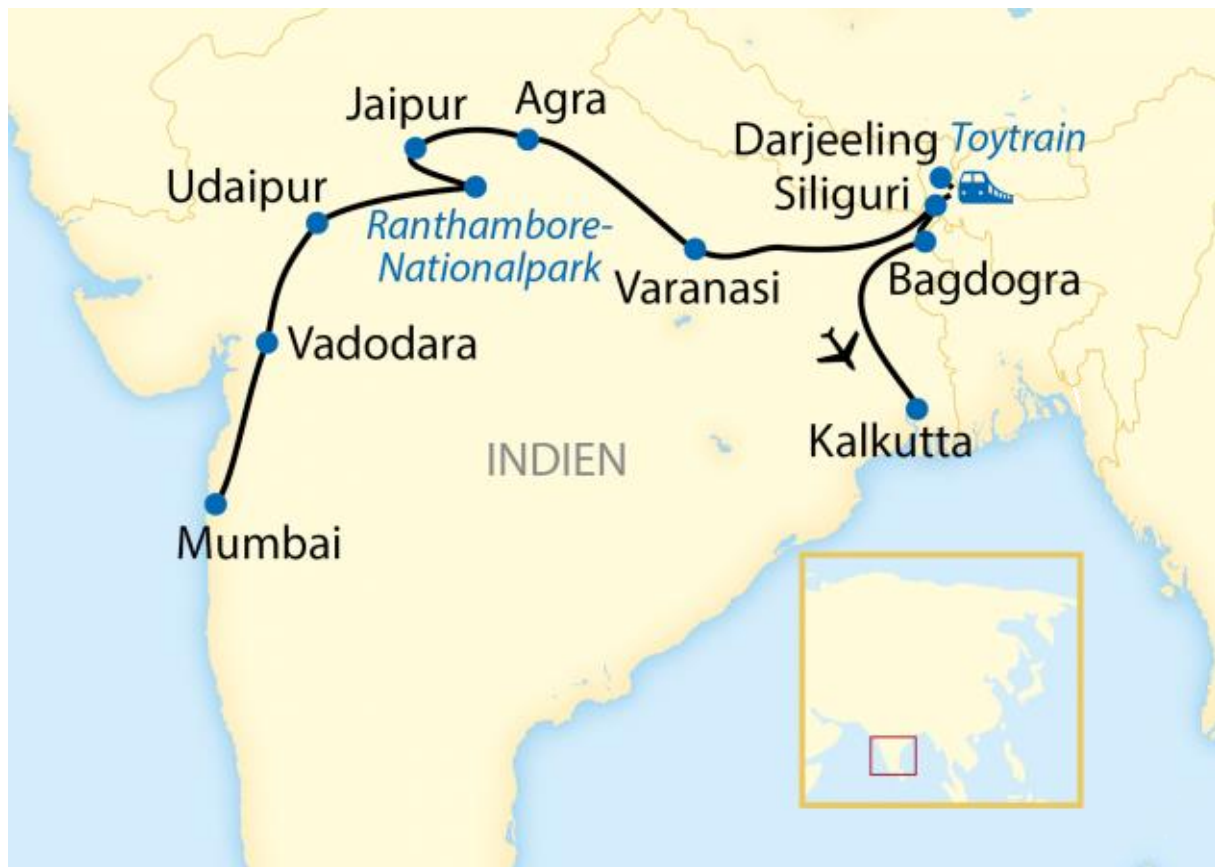 Jaipur
Agra
Darjeeling
Toytrain
Udaipur
Siliguri
Ranthambore-
Nationalpark
Varanasi
Bagdogra
Vadodara
Kalkutta
INDIEN
Mumbai